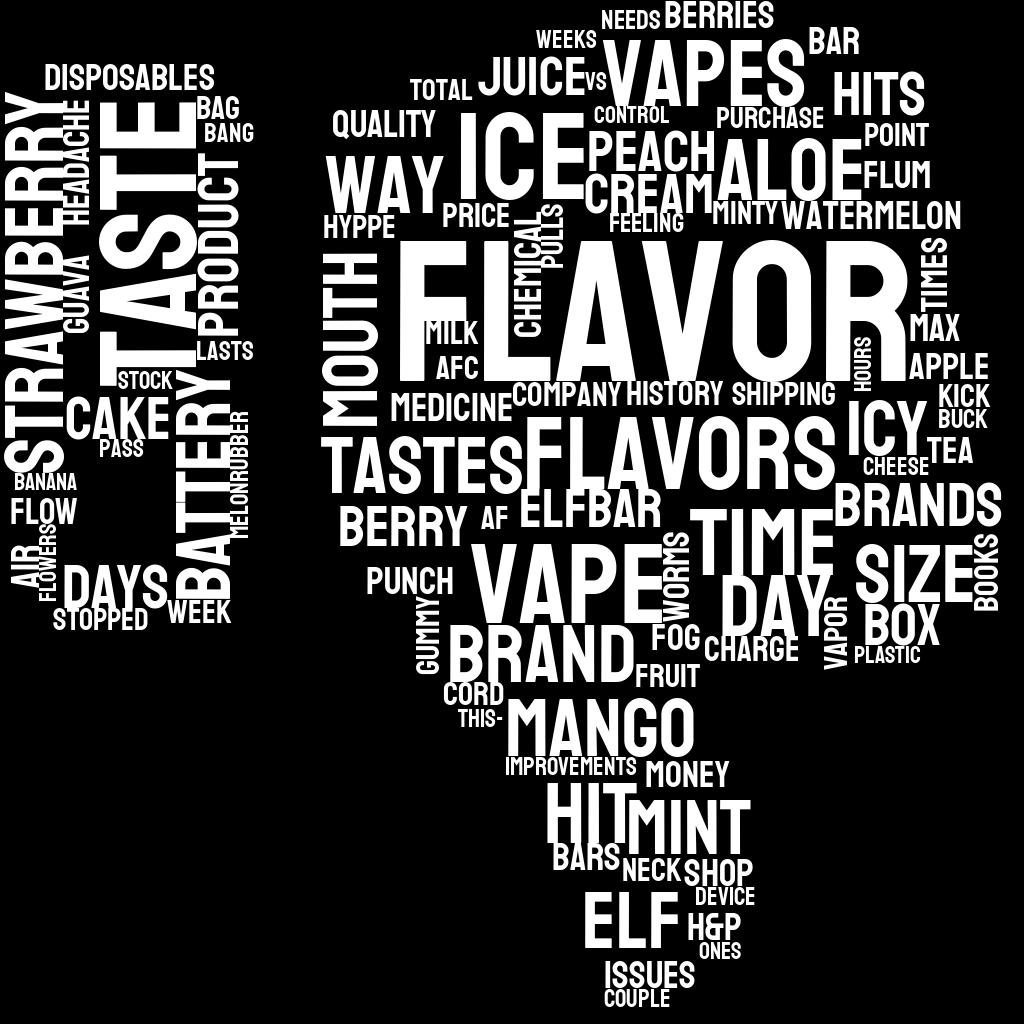 DISPOSABLES
STRAWBERRY
HEADACHE
GUAVA
TASTE
BAG
BANG
PRODUCT
LASTS
STOCK
CAKE
PASS
BATTERY
MELON
RUBBER
BANANA
FLOW
AIR
FLOWERS
DAYS
STOPPED
WEEK
NEEDS
BERRIES
WEEKS
BAR
TOTAL
JUICE
VS
VAPES
HITS
QUALITY
ICE
CONTROL
PURCHASE
POINT
WAY
PEACH
CREAM
ALOE
FLUM
HYPPE
PRICE
FEELING
MINTY
WATERMELON
CHEMICAL
PULLS
FLAVOR
TIMES
MOUTH
MILK
AFC
HOURS
MAX
APPLE
MEDICINE
COMPANY
HISTORY
SHIPPING
KICK
BUCK
TASTES
FLAVORS
ICY
TEA
CHEESE
BERRY
AF
ELFBAR
BRANDS
TIME
PUNCH
VAPE
WORMS
SIZE
BOOKS
DAY
GUMMY
BRAND
FOG
CHARGE
VAPOR
BOX
PLASTIC
FRUIT
CORD
THIS-
MANGO
IMPROVEMENTS
MONEY
HIT
MINT
BARS
NECK
SHOP
DEVICE
ELF
H&P
ONES
ISSUES
COUPLE